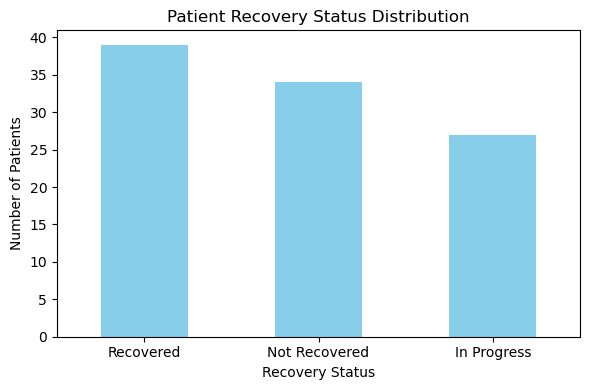 Patient Recovery Status Distribution
40
35
30
25
20
15
10
5
0
Number of Patients
Recovered Not Recovered In Progress
Recovery Status